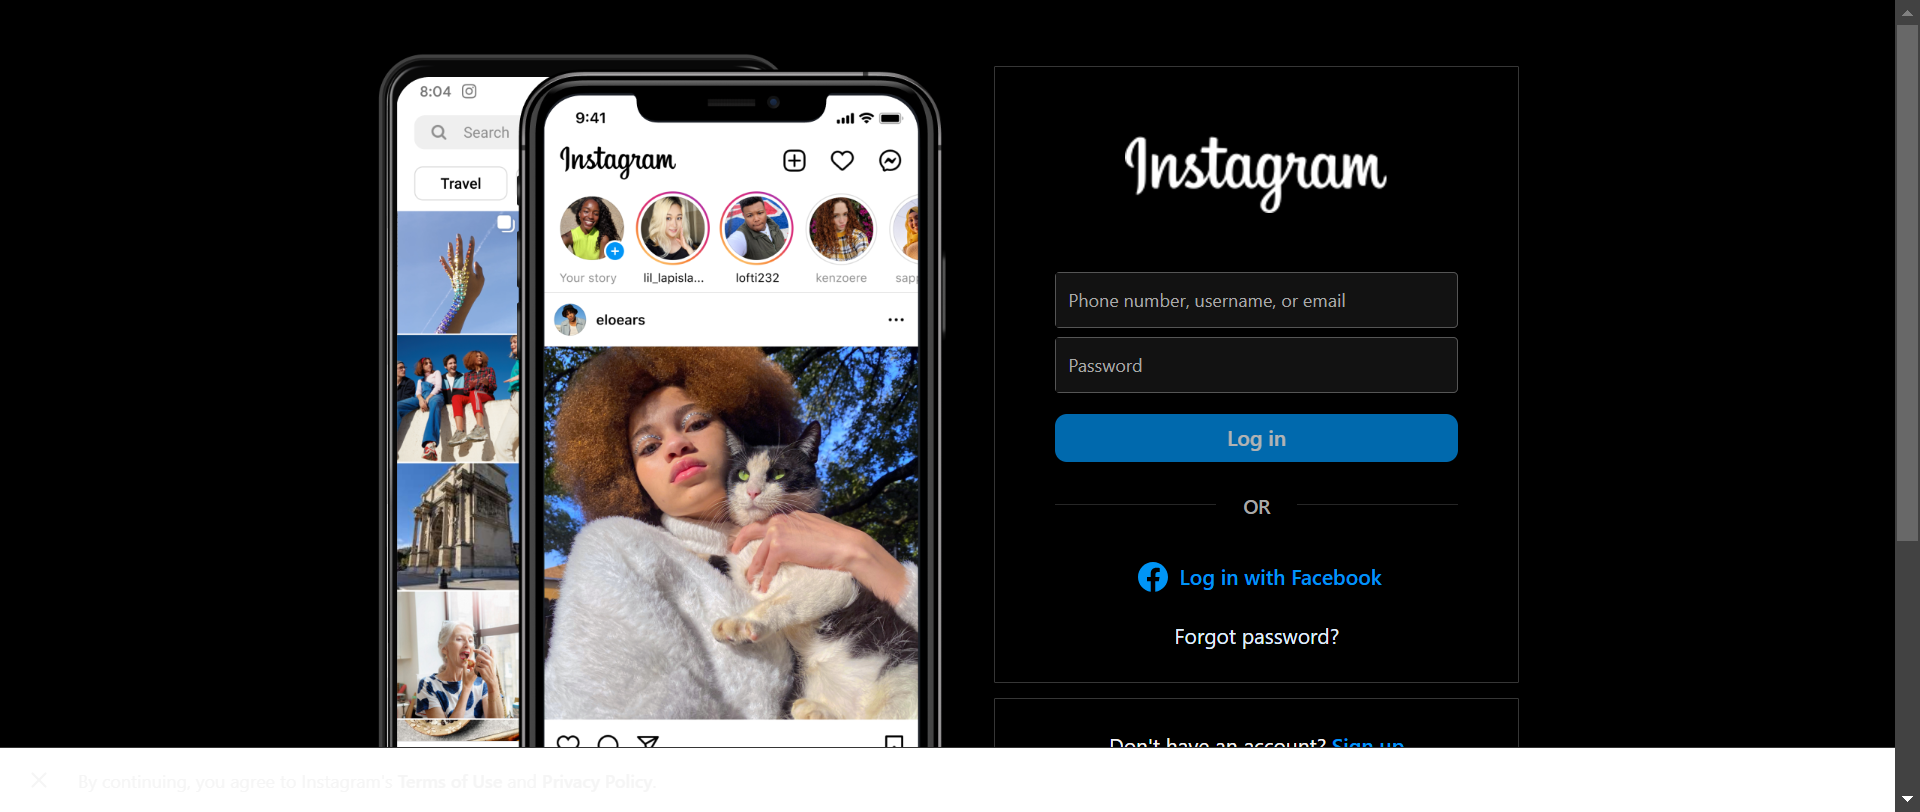 8:04
Search
Travel
9:41
Instagram
Your story
lil_lapisla...
lofti232
kenzoere
sapp
eloears
Instagram
Phone number, username, or email
Password
Log in
OR
Log in with Facebook
Forgot password?
Don't have an account? Sign up
By continuing, you agree to Instagram's Terms of Use and Privacy Policy.